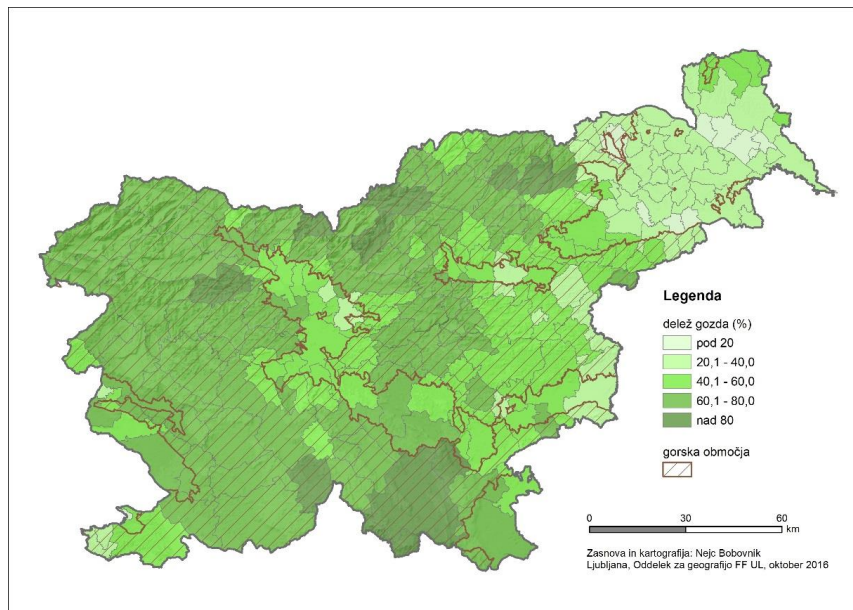 Legenda
delež gozda (%)
pod 20
20,1 - 40,0
40,1 - 60,0
60,1 - 80,0
nad 80
gorska območja
0 30 60
km
Zasnova in kartografija: Nejc Bobovnik
Ljubljana, Oddelek za geografijo FF UL, oktober 2016